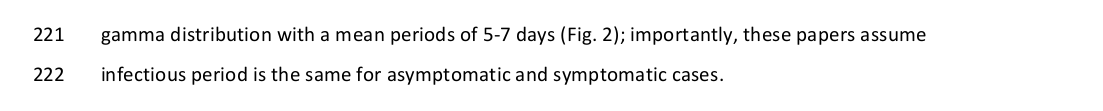 221 gamma distribution with a mean periods of 5-7 days (Fig. 2); importantly, these papers assume
222 infectious period is the same for asymptomatic and symptomatic cases.